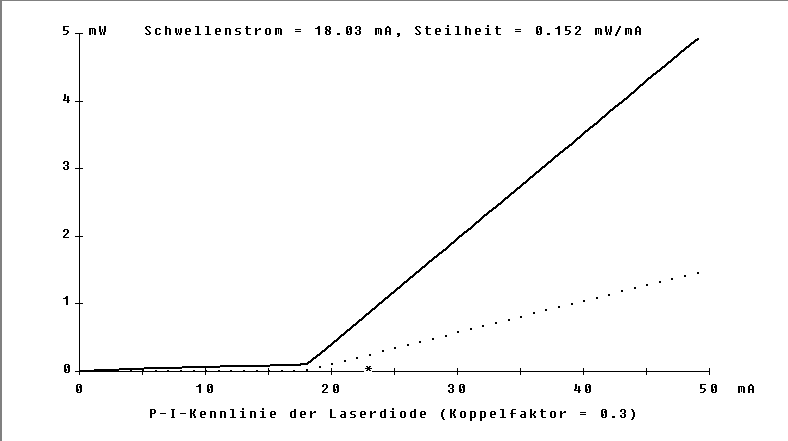 5 mW Schwellenstrom = 18.03 mA, Steilheit = 0.152 mW/mA
4
3
2
1
0
0 10 20 30 40 50 mA
P-I-Kennlinie der Laserdiode (Koppelfaktor = 0.3)